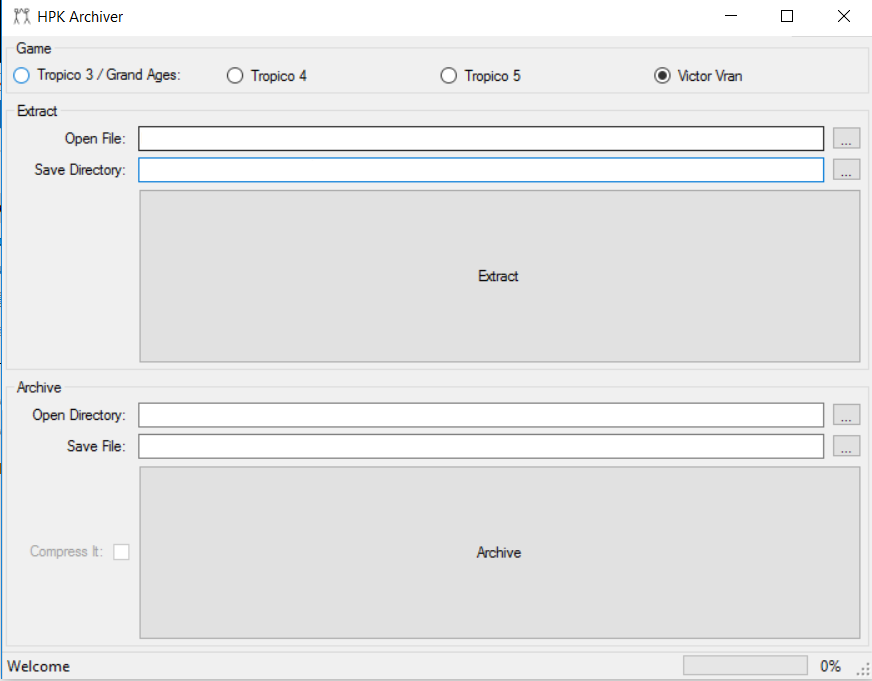 HPK Archiver
Game
Tropico 3 / Grand Ages: Tropico 4 Tropico 5 Victor Vran
Extract
Open File: ...
Save Directory: ...
Extract
Archive
Open Directory: ...
Save File: ...
Compress It: Archive
Welcome 0%